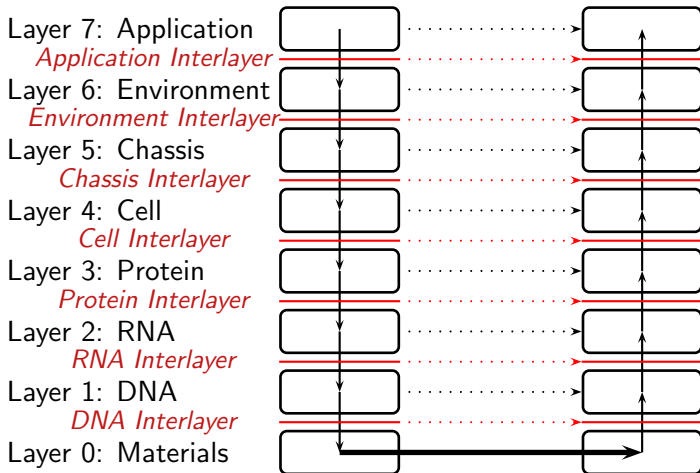 Layer 7: Application
Application Interlayer
Layer 6: Environment
Environment Interlayer
Layer 5: Chassis
Chassis Interlayer
Layer 4: Cell
Cell Interlayer
Layer 3: Protein
Protein Interlayer
Layer 2: RNA
RNA Interlayer
Layer 1: DNA
DNA Interlayer
Layer 0: Materials